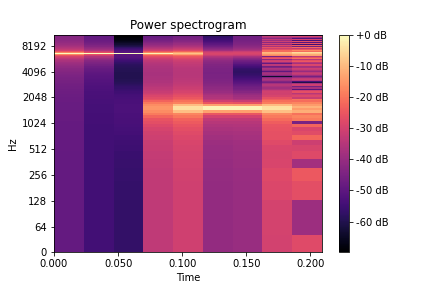 Power spectrogram
8192
4096
2048
1024
512
256
128
64
0
Hz
0.000 0.050 0.100 0.150 0.200
Time
+0 dB
-10 dB
-20 dB
-30 dB
-40 dB
-50 dB
-60 dB